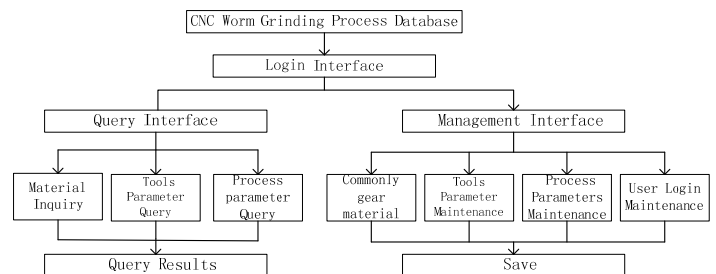 CNC Worm Grinding Process Database
Login Interface
Query Interface
Management Interface
Material
Inquiry
Tools
Parameter
Query
Process
parameter
Query
Commonly
gear
material
Tools
Parameter
Maintenance
Process
Parameters
Maintenance
User Login
Maintenance
Query Results
Save